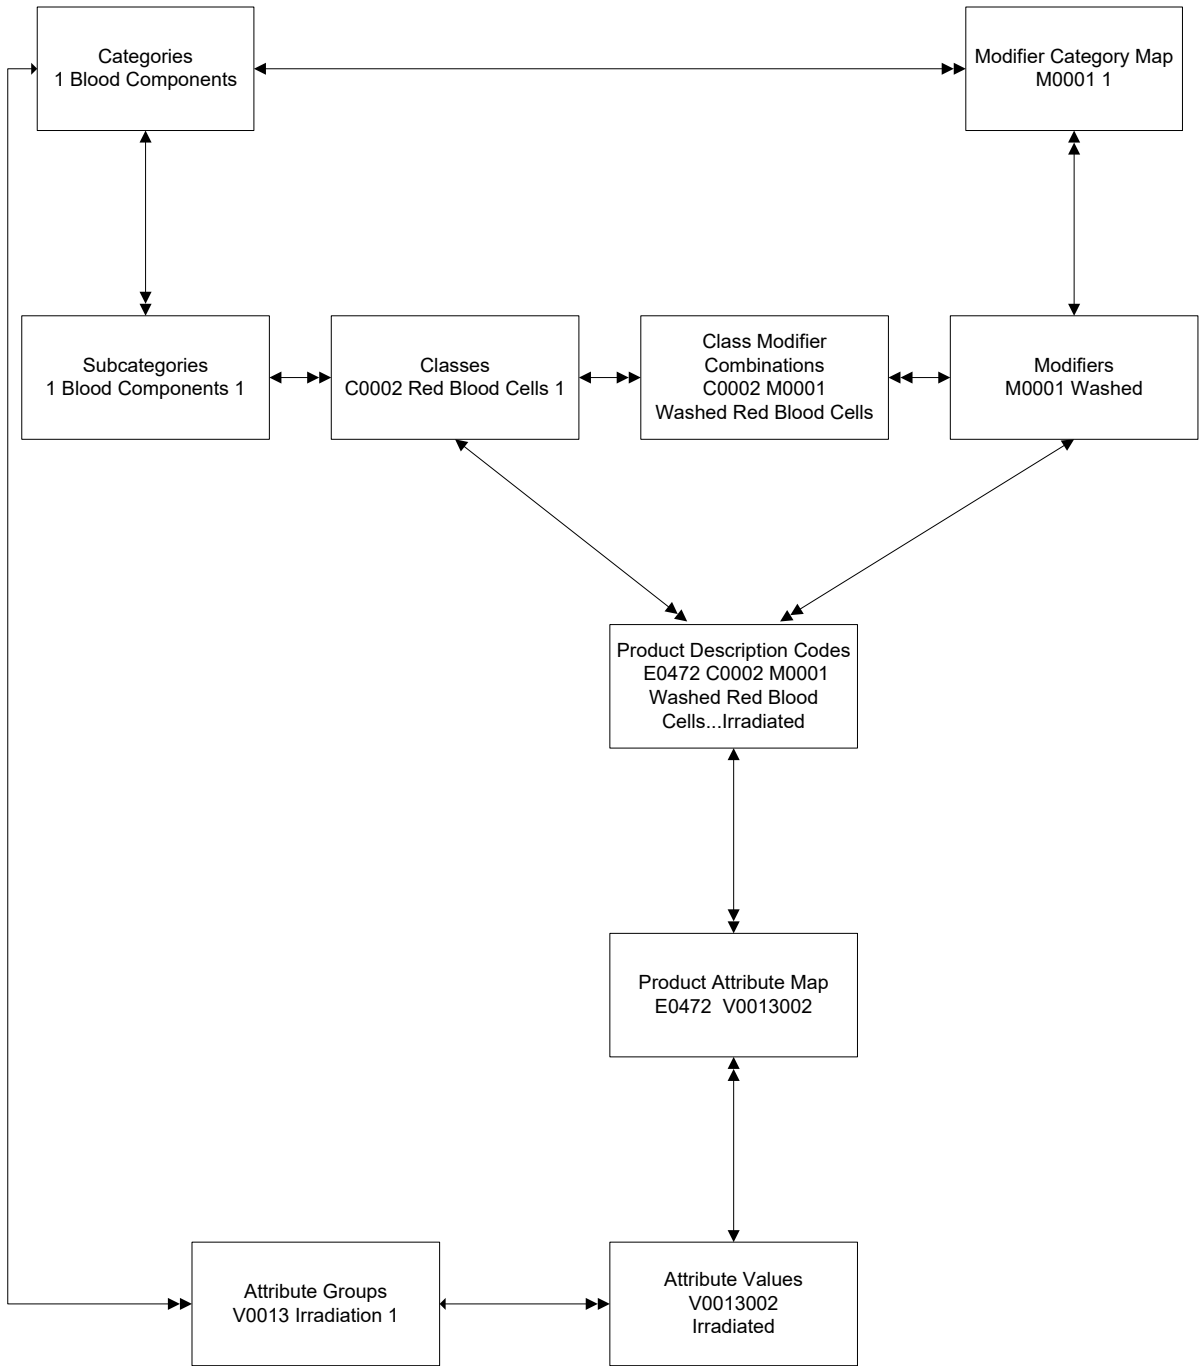 Categories
1 Blood Components
Modifier Category Map
M0001 1
Subcategories
1 Blood Components 1
Classes
C0002 Red Blood Cells 1
Class Modifier
Combinations
C0002 M0001
Washed Red Blood Cells
Modifiers
M0001 Washed
Product Description Codes
E0472 C0002 M0001
Washed Red Blood
Cells...Irradiated
Product Attribute Map
E0472  V0013002
Attribute Groups
V0013 Irradiation 1
Attribute Values
V0013002
Irradiated